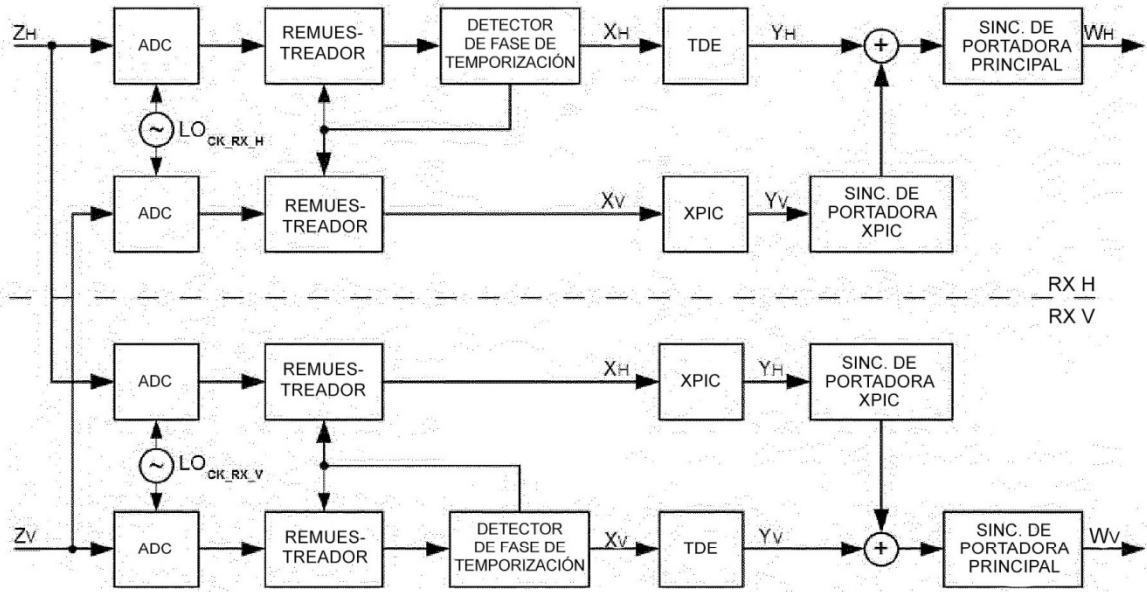 ZH
ADC
REMUES-
TREADOR
DETECTOR
DE FASE DE
TEMPORIZACIÓN
XH
TDE
YH
+
SINC. DE
PORTADORA
PRINCIPAL
WH
~
LOCK_RX_H
ADC
REMUES-
TREADOR
XV
XPIC
YV
SINC. DE
PORTADORA
XPIC
RX H
RX V
ADC
REMUES-
TREADOR
XH
XPIC
YH
SINC. DE
PORTADORA
XPIC
~
LOCK_RX_V
ZV
ADC
REMUES-
TREADOR
DETECTOR
DE FASE DE
TEMPORIZACIÓN
XV
TDE
YV
+
SINC. DE
PORTADORA
PRINCIPAL
WV